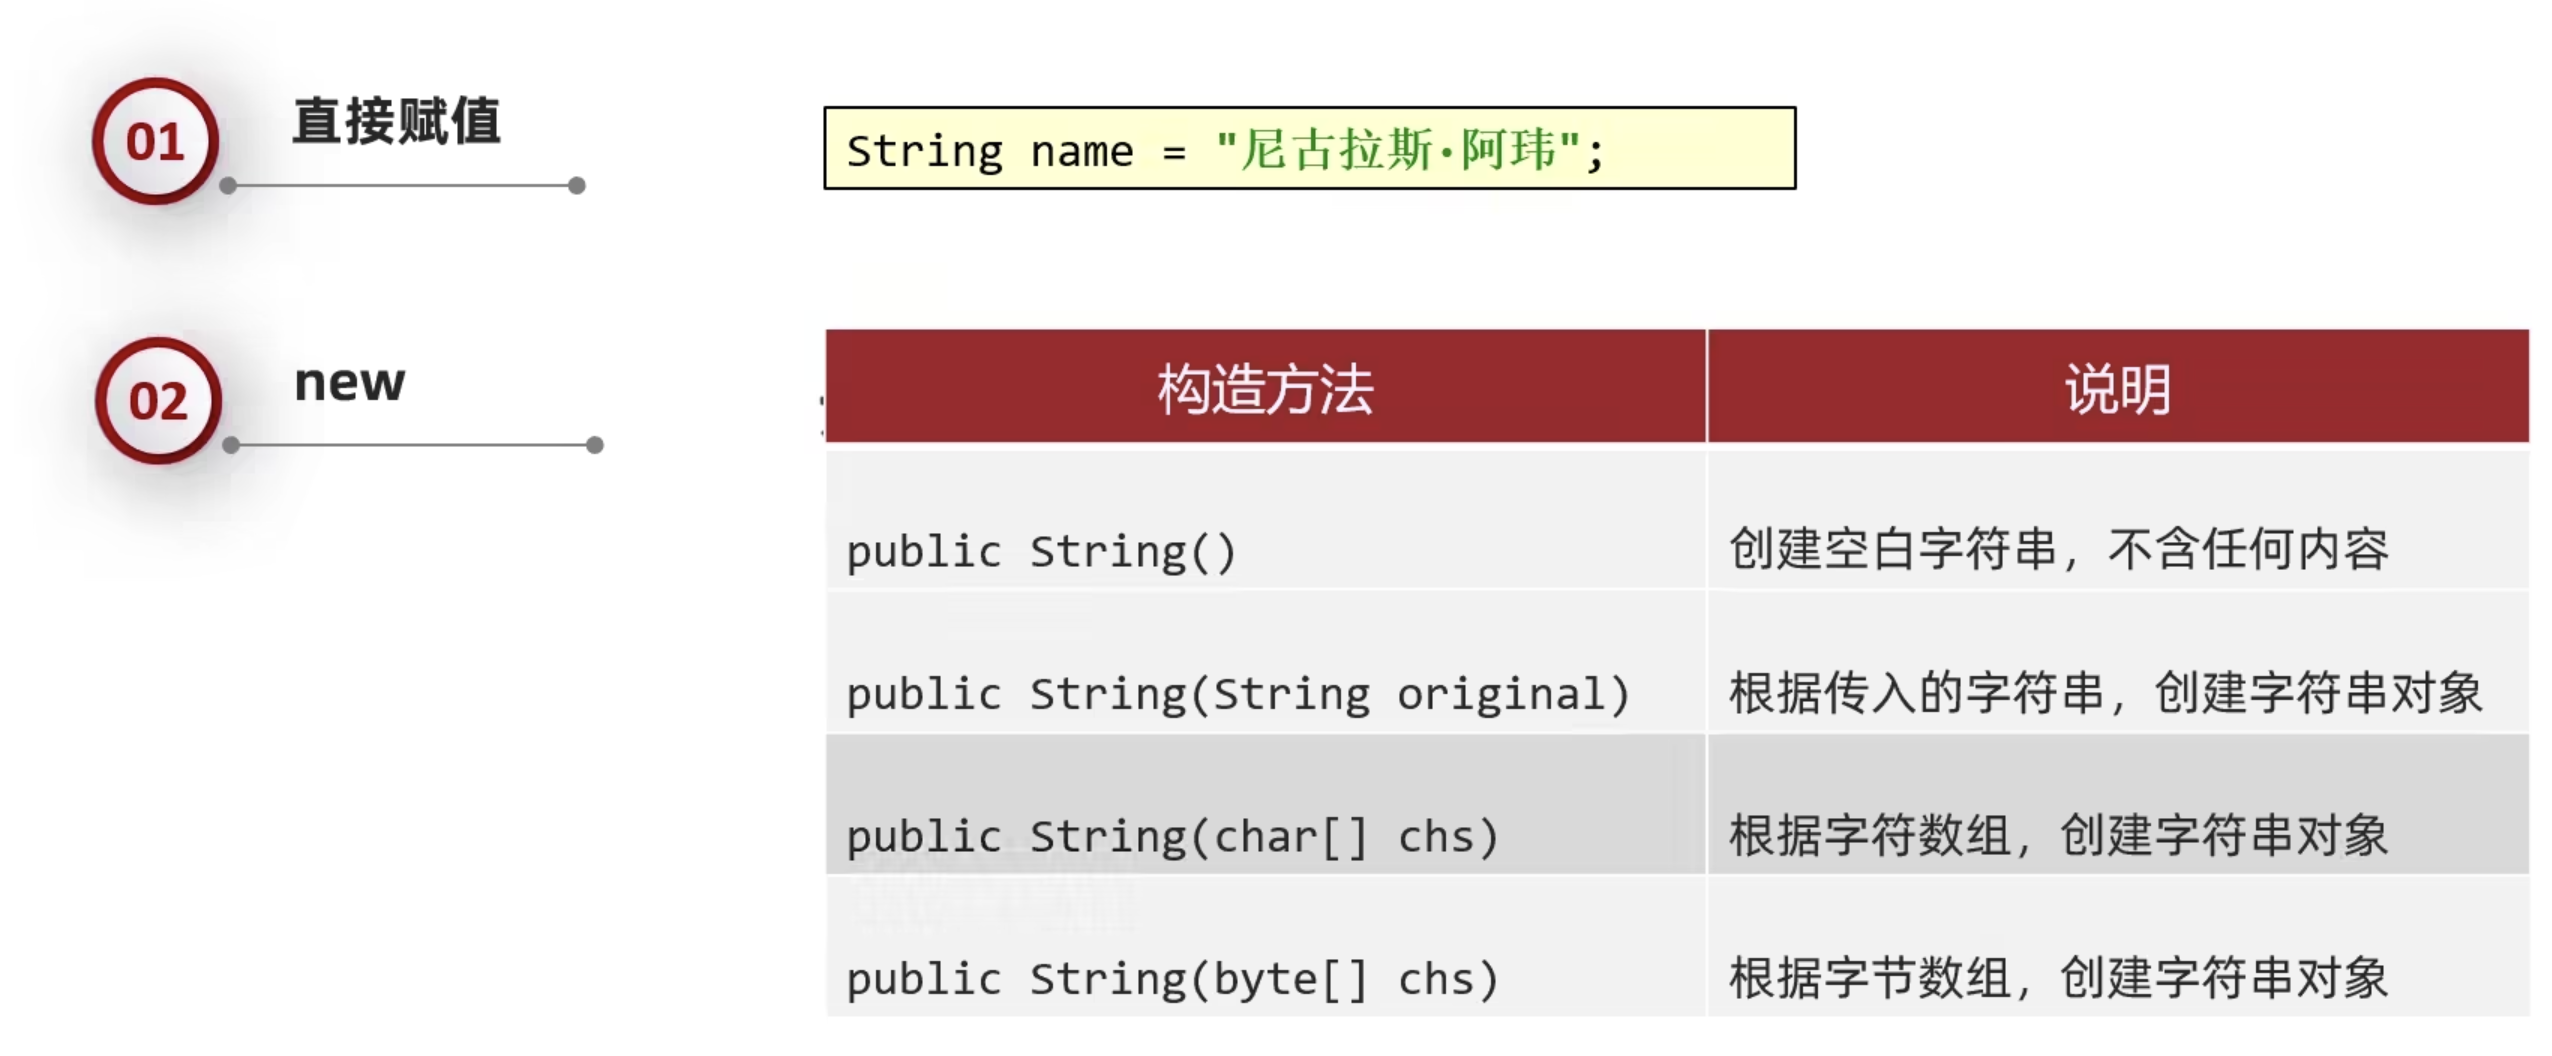 01 直接赋值
String name = "尼古拉斯·阿玮";
02 new
构造方法 说明
public String() 创建空白字符串，不含任何内容
public String(String original) 根据传入的字符串，创建字符串对象
public String(char[] chs) 根据字符数组，创建字符串对象
public String(byte[] chs) 根据字节数组，创建字符串对象